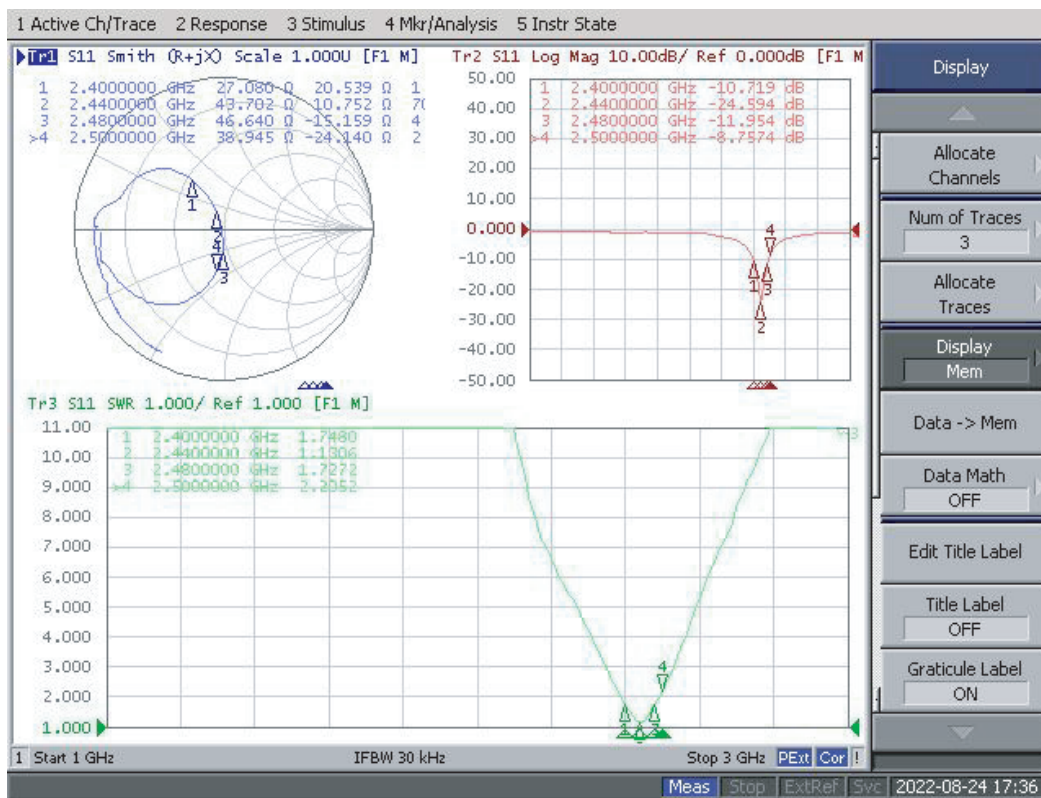 1 Active Ch/Trace 2 Response 3 Stimulus 4 Mkr/Analysis 5 Instr State
Tr1 S11 Smith (R+jX) Scale 1.000U [F1 M]
1 2.4000000 GHz 27.080 Ω 20.539 Ω 1
2 2.4400000 GHz 43.702 Ω 10.752 Ω
3 2.4800000 GHz 46.640 Ω -15.159 Ω 4
>4 2.5000000 GHz 38.945 Ω -24.140 Ω 2
1
2
4
3
Tr2 S11 Log Mag 10.00dB/ Ref 0.000dB [F1 M
50.00
40.00
30.00
20.00
10.00
0.000
-10.00
-20.00
-30.00
-40.00
-50.00
1 2.4000000 GHz -10.719 dB
2 2.4400000 GHz -24.594 dB
3 2.4800000 GHz -11.954 dB
>4 2.5000000 GHz -8.7574 dB
4
1 3
2
Tr3 S11 SWR 1.000/ Ref 1.000 [F1 M]
11.00
10.00
9.000
8.000
7.000
6.000
5.000
4.000
3.000
2.000
1.000
1 2.4000000 GHz 1.7480
2 2.4400000 GHz 1.1306
3 2.4800000 GHz 1.7272
>4 2.5000000 GHz
4
1 Start 1 GHz IFBW 30 kHz Stop 3 GHz PExt Cor !
Meas Stop ExtRef Svc 2022-08-24 17:36
Display
Allocate
Channels
Num of Traces
3
Allocate
Traces
Display
Mem
Data -> Mem
Data Math
OFF
Edit Title Label
Title Label
OFF
Graticule Label
ON